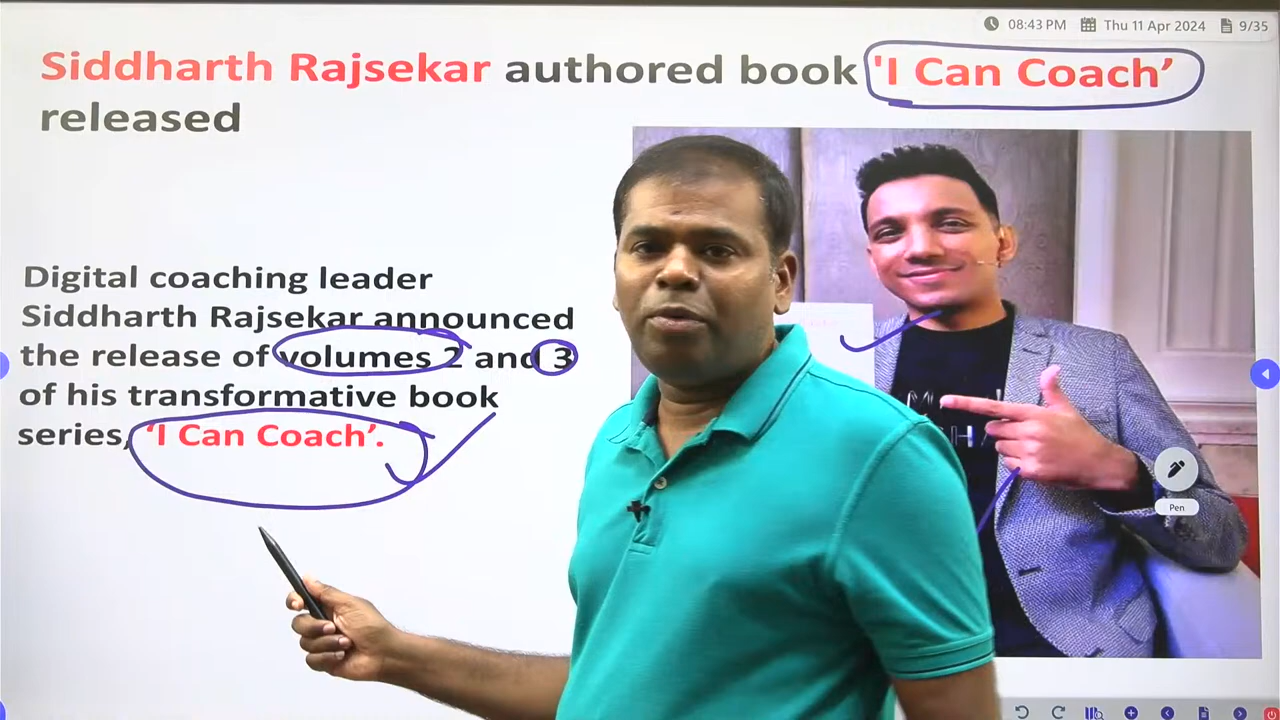 08:43 PM Thu 11 Apr 2024 9/35
Siddharth Rajsekar authored book 'I Can Coach’
released
Digital coaching leader
Siddharth Rajsekar announced
the release of volumes 2 and 3
of his transformative book
series, ‘I Can Coach’.
Pen